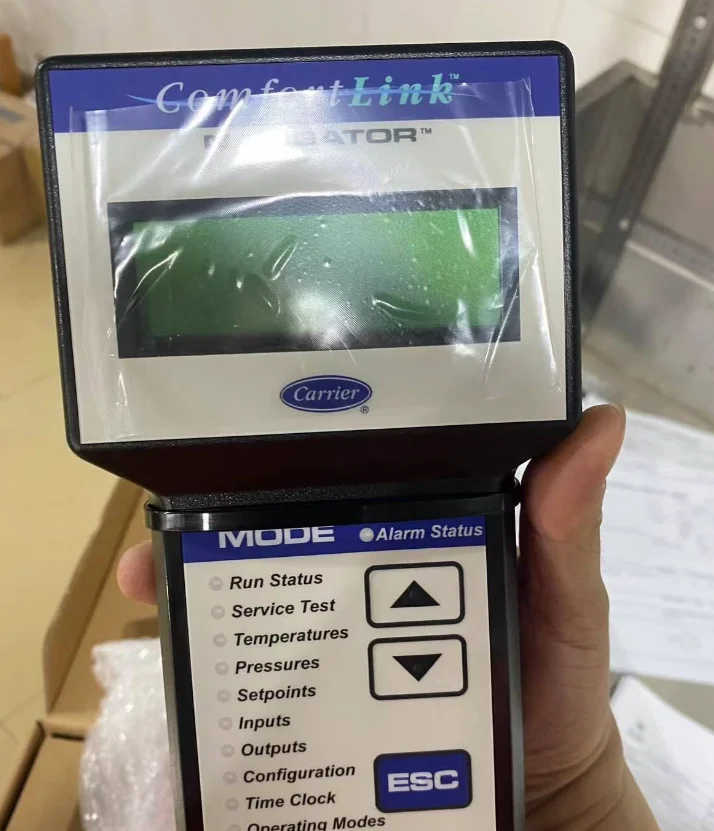 ComfortLink™
NAVIGATOR™
Carrier
®
MODE
Alarm Status
Run Status
Service Test
Temperatures
Pressures
Setpoints
Inputs
Outputs
Configuration
ESC
Time Clock
Operating Modes